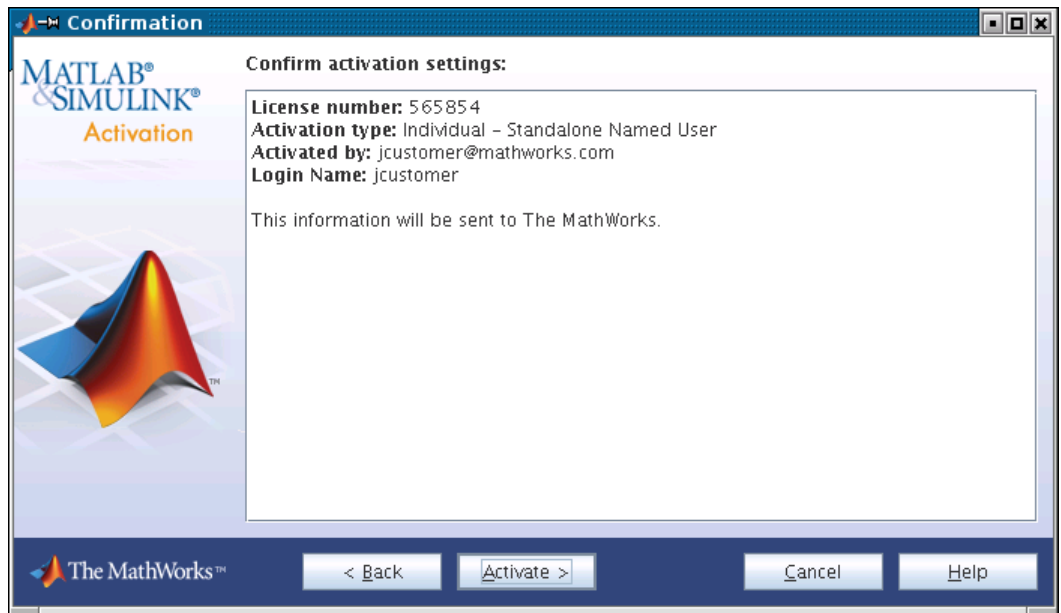 Confirmation
MATLAB®
&SIMULINK®
Activation
Confirm activation settings:
License number: 565854
Activation type: Individual – Standalone Named User
Activated by: jcustomer@mathworks.com
Login Name: jcustomer
This information will be sent to The MathWorks.
TM
The MathWorks™
< Back
Activate >
Cancel
Help